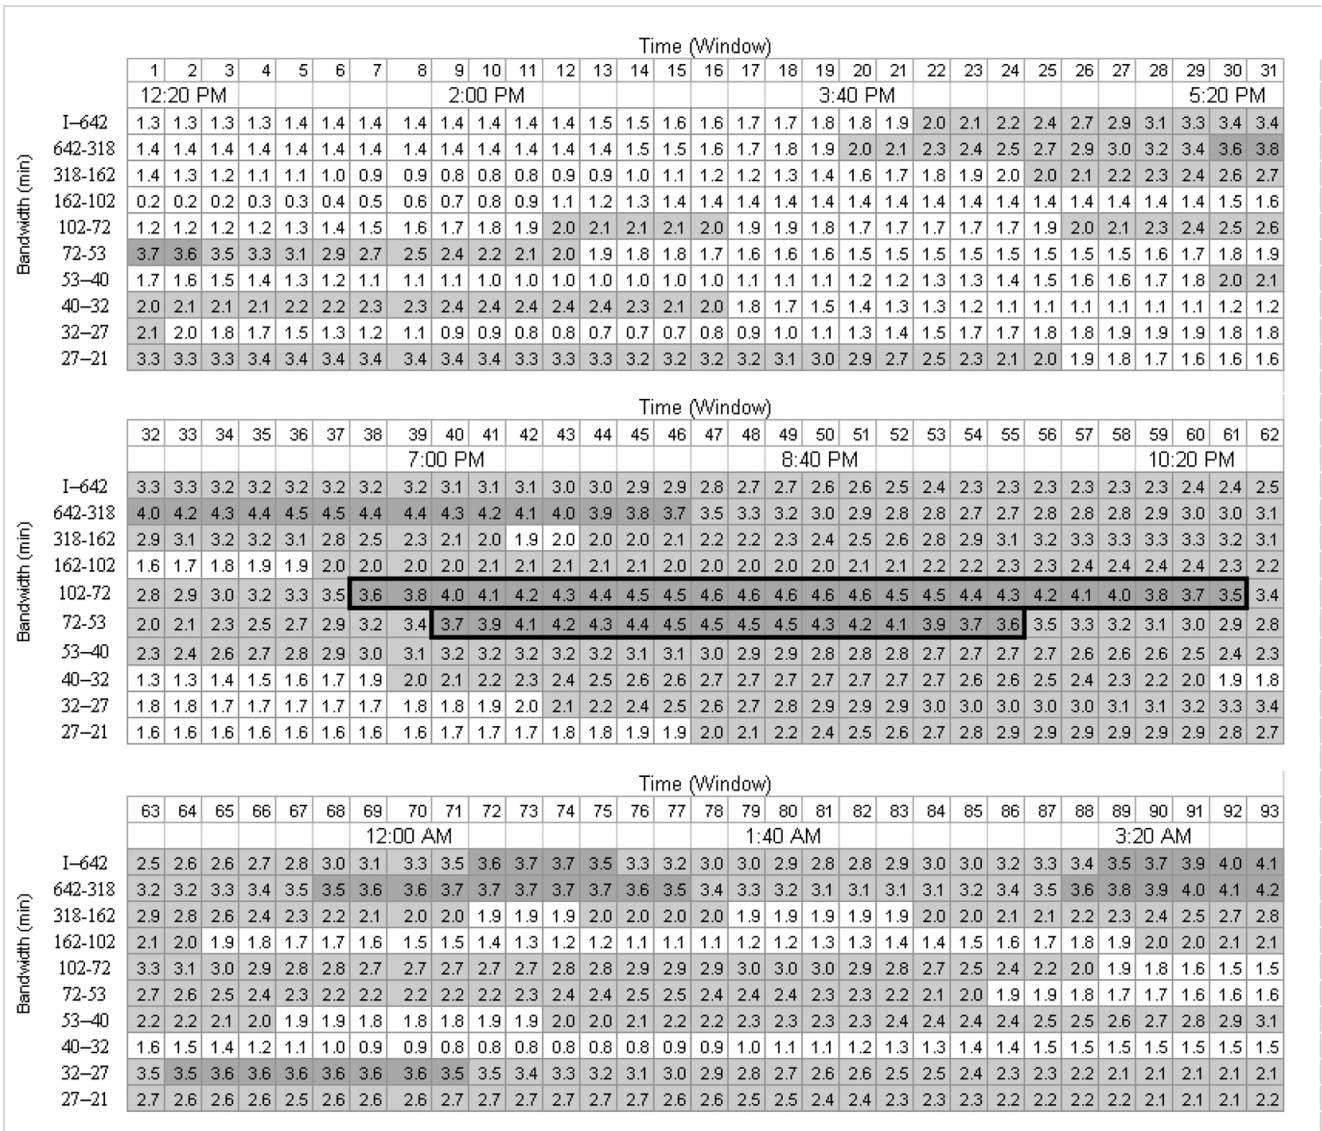 Time (Window)
1 2 3 4 5 6 7 8 9 10 11 12 13 14 15 16 17 18 19 20 21 22 23 24 25 26 27 28 29 30 31
12:20 PM 2:00 PM 3:40 PM 5:20 PM
Bandwidth (min)
I–642 1.3 1.3 1.3 1.3 1.4 1.4 1.4 1.4 1.4 1.4 1.4 1.4 1.5 1.5 1.6 1.6 1.7 1.7 1.8 1.8 1.9 2.0 2.1 2.2 2.4 2.7 2.9 3.1 3.3 3.4 3.4
642-318 1.4 1.4 1.4 1.4 1.4 1.4 1.4 1.4 1.4 1.4 1.4 1.4 1.4 1.5 1.5 1.6 1.7 1.8 1.9 2.0 2.1 2.3 2.4 2.5 2.7 2.9 3.0 3.2 3.4 3.6 3.8
318-162 1.4 1.3 1.2 1.1 1.1 1.0 0.9 0.9 0.8 0.8 0.8 0.9 0.9 1.0 1.1 1.2 1.2 1.3 1.4 1.6 1.7 1.8 1.9 2.0 2.0 2.1 2.2 2.3 2.4 2.6 2.7
162-102 0.2 0.2 0.2 0.3 0.3 0.4 0.5 0.6 0.7 0.8 0.9 1.1 1.2 1.3 1.4 1.4 1.4 1.4 1.4 1.4 1.4 1.4 1.4 1.4 1.4 1.4 1.4 1.4 1.4 1.5 1.6
102-72 1.2 1.2 1.2 1.2 1.3 1.4 1.5 1.6 1.7 1.8 1.9 2.0 2.1 2.1 2.1 2.0 1.9 1.9 1.8 1.7 1.7 1.7 1.7 1.7 1.9 2.0 2.1 2.3 2.4 2.5 2.6
72-53 3.7 3.6 3.5 3.3 3.1 2.9 2.7 2.5 2.4 2.2 2.1 2.0 1.9 1.8 1.8 1.7 1.6 1.6 1.6 1.5 1.5 1.5 1.5 1.5 1.5 1.5 1.5 1.6 1.7 1.8 1.9
53–40 1.7 1.6 1.5 1.4 1.3 1.2 1.1 1.1 1.1 1.0 1.0 1.0 1.0 1.0 1.0 1.0 1.1 1.1 1.1 1.2 1.2 1.3 1.3 1.4 1.5 1.6 1.6 1.7 1.8 2.0 2.1
40–32 2.0 2.1 2.1 2.1 2.2 2.2 2.3 2.3 2.4 2.4 2.4 2.4 2.4 2.3 2.1 2.0 1.8 1.7 1.5 1.4 1.3 1.3 1.2 1.1 1.1 1.1 1.1 1.1 1.1 1.2 1.2
32–27 2.1 2.0 1.8 1.7 1.5 1.3 1.2 1.1 0.9 0.9 0.8 0.8 0.7 0.7 0.7 0.8 0.9 1.0 1.1 1.3 1.4 1.5 1.7 1.7 1.8 1.8 1.9 1.9 1.9 1.8 1.8
27–21 3.3 3.3 3.3 3.4 3.4 3.4 3.4 3.4 3.4 3.4 3.3 3.3 3.3 3.2 3.2 3.2 3.2 3.1 3.0 2.9 2.7 2.5 2.3 2.1 2.0 1.9 1.8 1.7 1.6 1.6 1.6
Time (Window)
32 33 34 35 36 37 38 39 40 41 42 43 44 45 46 47 48 49 50 51 52 53 54 55 56 57 58 59 60 61 62
7:00 PM 8:40 PM 10:20 PM
Bandwidth (min)
I–642 3.3 3.3 3.2 3.2 3.2 3.2 3.2 3.2 3.1 3.1 3.1 3.0 3.0 2.9 2.9 2.8 2.7 2.7 2.6 2.6 2.5 2.4 2.3 2.3 2.3 2.3 2.3 2.3 2.4 2.4 2.5
642-318 4.0 4.2 4.3 4.4 4.5 4.5 4.4 4.4 4.3 4.2 4.1 4.0 3.9 3.8 3.7 3.5 3.3 3.2 3.0 2.9 2.8 2.8 2.7 2.7 2.8 2.8 2.8 2.9 3.0 3.0 3.1
318-162 2.9 3.1 3.2 3.2 3.1 2.8 2.5 2.3 2.1 2.0 1.9 2.0 2.0 2.0 2.1 2.2 2.2 2.3 2.4 2.5 2.6 2.8 2.9 3.1 3.2 3.3 3.3 3.3 3.3 3.2 3.1
162-102 1.6 1.7 1.8 1.9 1.9 2.0 2.0 2.0 2.0 2.1 2.1 2.1 2.1 2.1 2.0 2.0 2.0 2.0 2.0 2.1 2.1 2.2 2.2 2.3 2.3 2.4 2.4 2.4 2.4 2.3 2.2
102-72 2.8 2.9 3.0 3.2 3.3 3.5 3.6 3.8 4.0 4.1 4.2 4.3 4.4 4.5 4.5 4.6 4.6 4.6 4.6 4.6 4.5 4.5 4.4 4.3 4.2 4.1 4.0 3.8 3.7 3.5 3.4
72-53 2.0 2.1 2.3 2.5 2.7 2.9 3.2 3.4 3.7 3.9 4.1 4.2 4.3 4.4 4.5 4.5 4.5 4.5 4.3 4.2 4.1 3.9 3.7 3.6 3.5 3.3 3.2 3.1 3.0 2.9 2.8
53–40 2.3 2.4 2.6 2.7 2.8 2.9 3.0 3.1 3.2 3.2 3.2 3.2 3.2 3.1 3.1 3.0 2.9 2.9 2.8 2.8 2.8 2.7 2.7 2.7 2.7 2.6 2.6 2.6 2.5 2.4 2.3
40–32 1.3 1.3 1.4 1.5 1.6 1.7 1.9 2.0 2.1 2.2 2.3 2.4 2.5 2.6 2.6 2.7 2.7 2.7 2.7 2.7 2.7 2.7 2.6 2.6 2.5 2.4 2.3 2.2 2.0 1.9 1.8
32–27 1.8 1.8 1.7 1.7 1.7 1.7 1.7 1.8 1.8 1.9 2.0 2.1 2.2 2.4 2.5 2.6 2.7 2.8 2.9 2.9 2.9 3.0 3.0 3.0 3.0 3.0 3.1 3.1 3.2 3.3 3.4
27–21 1.6 1.6 1.6 1.6 1.6 1.6 1.6 1.6 1.7 1.7 1.7 1.8 1.8 1.9 1.9 2.0 2.1 2.2 2.4 2.5 2.6 2.7 2.8 2.9 2.9 2.9 2.9 2.9 2.9 2.8 2.7
Time (Window)
63 64 65 66 67 68 69 70 71 72 73 74 75 76 77 78 79 80 81 82 83 84 85 86 87 88 89 90 91 92 93
12:00 AM 1:40 AM 3:20 AM
Bandwidth (min)
I–642 2.5 2.6 2.6 2.7 2.8 3.0 3.1 3.3 3.5 3.6 3.7 3.7 3.5 3.3 3.2 3.0 3.0 2.9 2.8 2.8 2.9 3.0 3.0 3.2 3.3 3.4 3.5 3.7 3.9 4.0 4.1
642-318 3.2 3.2 3.3 3.4 3.5 3.5 3.6 3.6 3.7 3.7 3.7 3.7 3.7 3.6 3.5 3.4 3.3 3.2 3.1 3.1 3.1 3.1 3.2 3.4 3.5 3.6 3.8 3.9 4.0 4.1 4.2
318-162 2.9 2.8 2.6 2.4 2.3 2.2 2.1 2.0 2.0 1.9 1.9 1.9 2.0 2.0 2.0 2.0 1.9 1.9 1.9 1.9 1.9 2.0 2.0 2.1 2.1 2.2 2.3 2.4 2.5 2.7 2.8
162-102 2.1 2.0 1.9 1.8 1.7 1.7 1.6 1.5 1.5 1.4 1.3 1.2 1.2 1.1 1.1 1.1 1.2 1.2 1.3 1.3 1.4 1.4 1.5 1.6 1.7 1.8 1.9 2.0 2.0 2.1 2.1
102-72 3.3 3.1 3.0 2.9 2.8 2.8 2.7 2.7 2.7 2.7 2.7 2.8 2.8 2.9 2.9 2.9 3.0 3.0 3.0 2.9 2.8 2.7 2.5 2.4 2.2 2.0 1.9 1.8 1.6 1.5 1.5
72-53 2.7 2.6 2.5 2.4 2.3 2.2 2.2 2.2 2.2 2.2 2.3 2.4 2.4 2.5 2.5 2.4 2.4 2.4 2.3 2.3 2.2 2.1 2.0 1.9 1.9 1.8 1.7 1.7 1.6 1.6 1.6
53–40 2.2 2.2 2.1 2.0 1.9 1.9 1.8 1.8 1.8 1.9 1.9 2.0 2.0 2.1 2.2 2.2 2.3 2.3 2.3 2.3 2.4 2.4 2.4 2.4 2.5 2.5 2.6 2.7 2.8 2.9 3.1
40–32 1.6 1.5 1.4 1.2 1.1 1.0 0.9 0.9 0.8 0.8 0.8 0.8 0.8 0.8 0.9 0.9 1.0 1.1 1.1 1.2 1.3 1.3 1.4 1.4 1.5 1.5 1.5 1.5 1.5 1.5 1.5
32–27 3.5 3.5 3.6 3.6 3.6 3.6 3.6 3.6 3.5 3.5 3.4 3.3 3.2 3.1 3.0 2.9 2.8 2.7 2.6 2.6 2.5 2.5 2.4 2.3 2.3 2.2 2.1 2.1 2.1 2.1 2.1
27–21 2.7 2.6 2.6 2.6 2.5 2.6 2.6 2.6 2.7 2.7 2.7 2.7 2.7 2.7 2.6 2.6 2.5 2.5 2.4 2.4 2.3 2.3 2.3 2.2 2.2 2.2 2.2 2.1 2.1 2.1 2.2